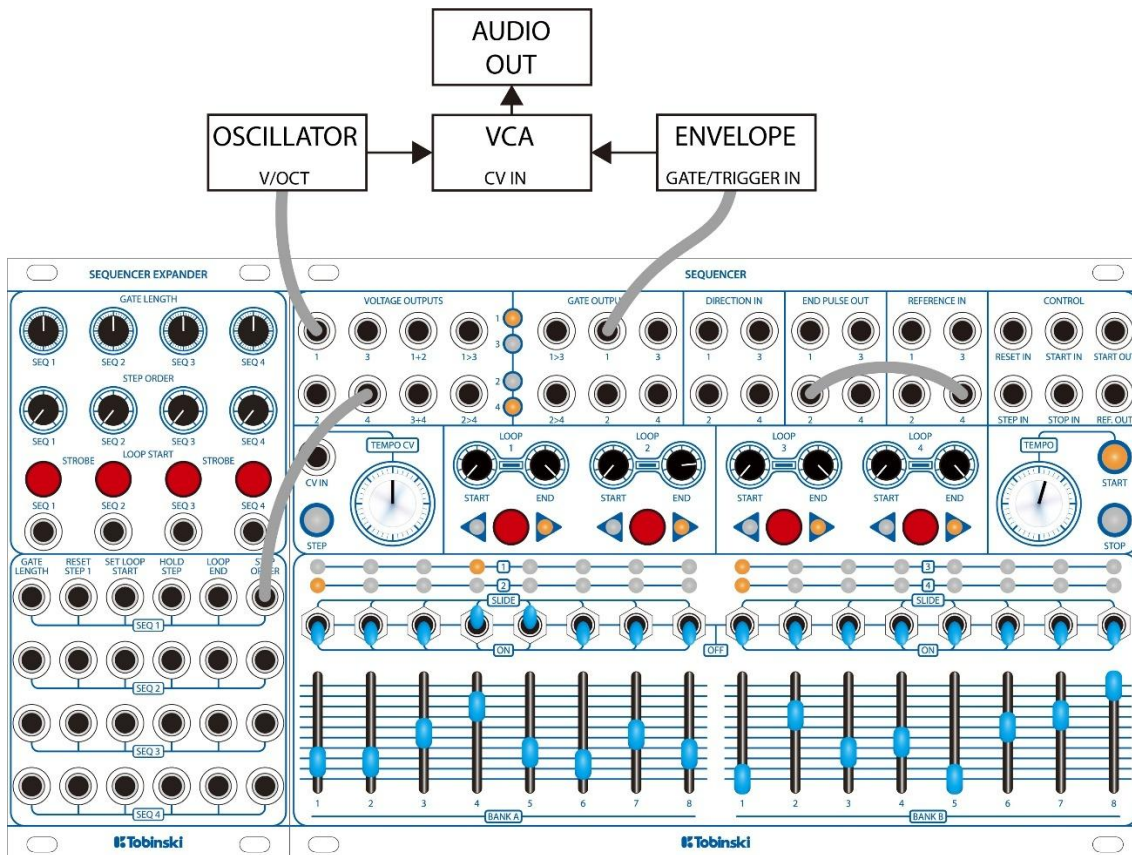 AUDIO
OUT
OSCILLATOR
V/OCT
VCA
CV IN
ENVELOPE
GATE/TRIGGER IN
SEQUENCER EXPANDER
GATE LENGTH
SEQ 1 SEQ 2 SEQ 3 SEQ 4
STEP ORDER
SEQ 1 SEQ 2 SEQ 3 SEQ 4
LOOP START
STROBE STROBE
SEQ 1 SEQ 2 SEQ 3 SEQ 4
GATE LENGTH
RESET STEP 1
SET LOOP START
HOLD STEP
LOOP END
ORDER
SEQ 1
SEQ 2
SEQ 3
SEQ 4
Tobinski
SEQUENCER
VOLTAGE OUTPUTS
1 3 1+2 1>3
2 4 3+4 2>4
1
3
2
4
GATE OUTPU
1>3 1 3
2>4 2 4
DIRECTION IN
1 3
2 4
END PULSE OUT
1 3
2 4
REFERENCE IN
1 3
2 4
CONTROL
RESET IN START IN START OUT
STEP IN STOP IN REF. OUT
CV IN
TEMPO CV
STEP
LOOP
1
START END
LOOP
2
START END
LOOP
3
START END
LOOP
4
START END
TEMPO
START
STOP
1 3
2 4
SLIDE SLIDE
ON OFF ON
1 2 3 4 5 6 7 8
BANK A
1 2 3 4 5 6 7 8
BANK B
Tobinski